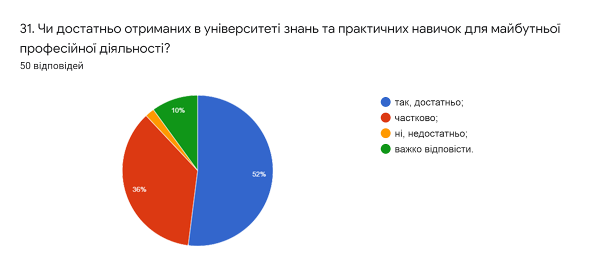 31. Чи достатньо отриманих в університеті знань та практичних навичок для майбутньої
професійної діяльності?
50 відповідей
так, достатньо;
частково;
ні, недостатньо;
важко відповісти.
10%
52%
36%